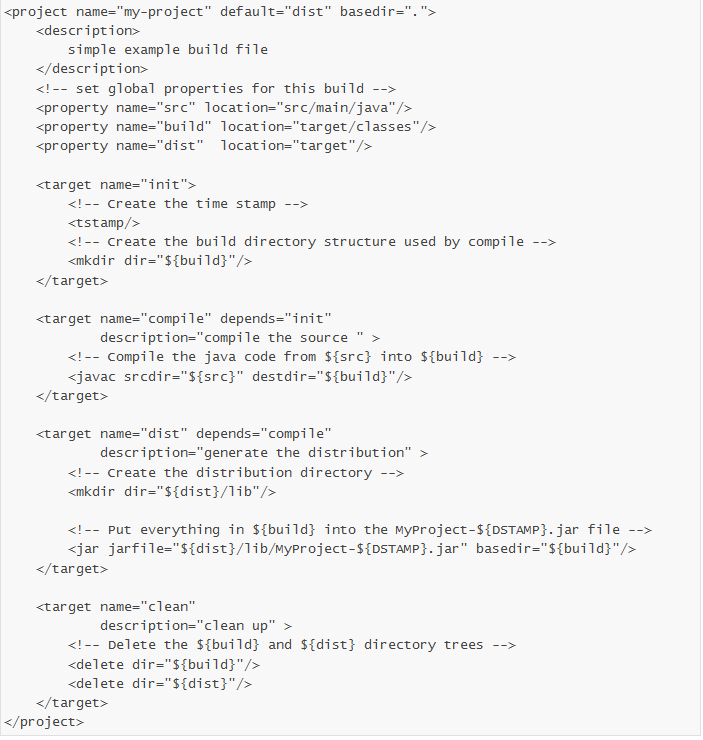 <project name="my-project" default="dist" basedir=".">
    <description>
        simple example build file
    </description>
    <!-- set global properties for this build -->
    <property name="src" location="src/main/java"/>
    <property name="build" location="target/classes"/>
    <property name="dist"  location="target"/>

    <target name="init">
        <!-- Create the time stamp -->
        <tstamp/>
        <!-- Create the build directory structure used by compile -->
        <mkdir dir="${build}"/>
    </target>

    <target name="compile" depends="init"
            description="compile the source " >
        <!-- Compile the java code from ${src} into ${build} -->
        <javac srcdir="${src}" destdir="${build}"/>
    </target>

    <target name="dist" depends="compile"
            description="generate the distribution" >
        <!-- Create the distribution directory -->
        <mkdir dir="${dist}/lib"/>

        <!-- Put everything in ${build} into the MyProject-${DSTAMP}.jar file -->
        <jar jarfile="${dist}/lib/MyProject-${DSTAMP}.jar" basedir="${build}"/>
    </target>

    <target name="clean"
            description="clean up" >
        <!-- Delete the ${build} and ${dist} directory trees -->
        <delete dir="${build}"/>
        <delete dir="${dist}"/>
    </target>
</project>